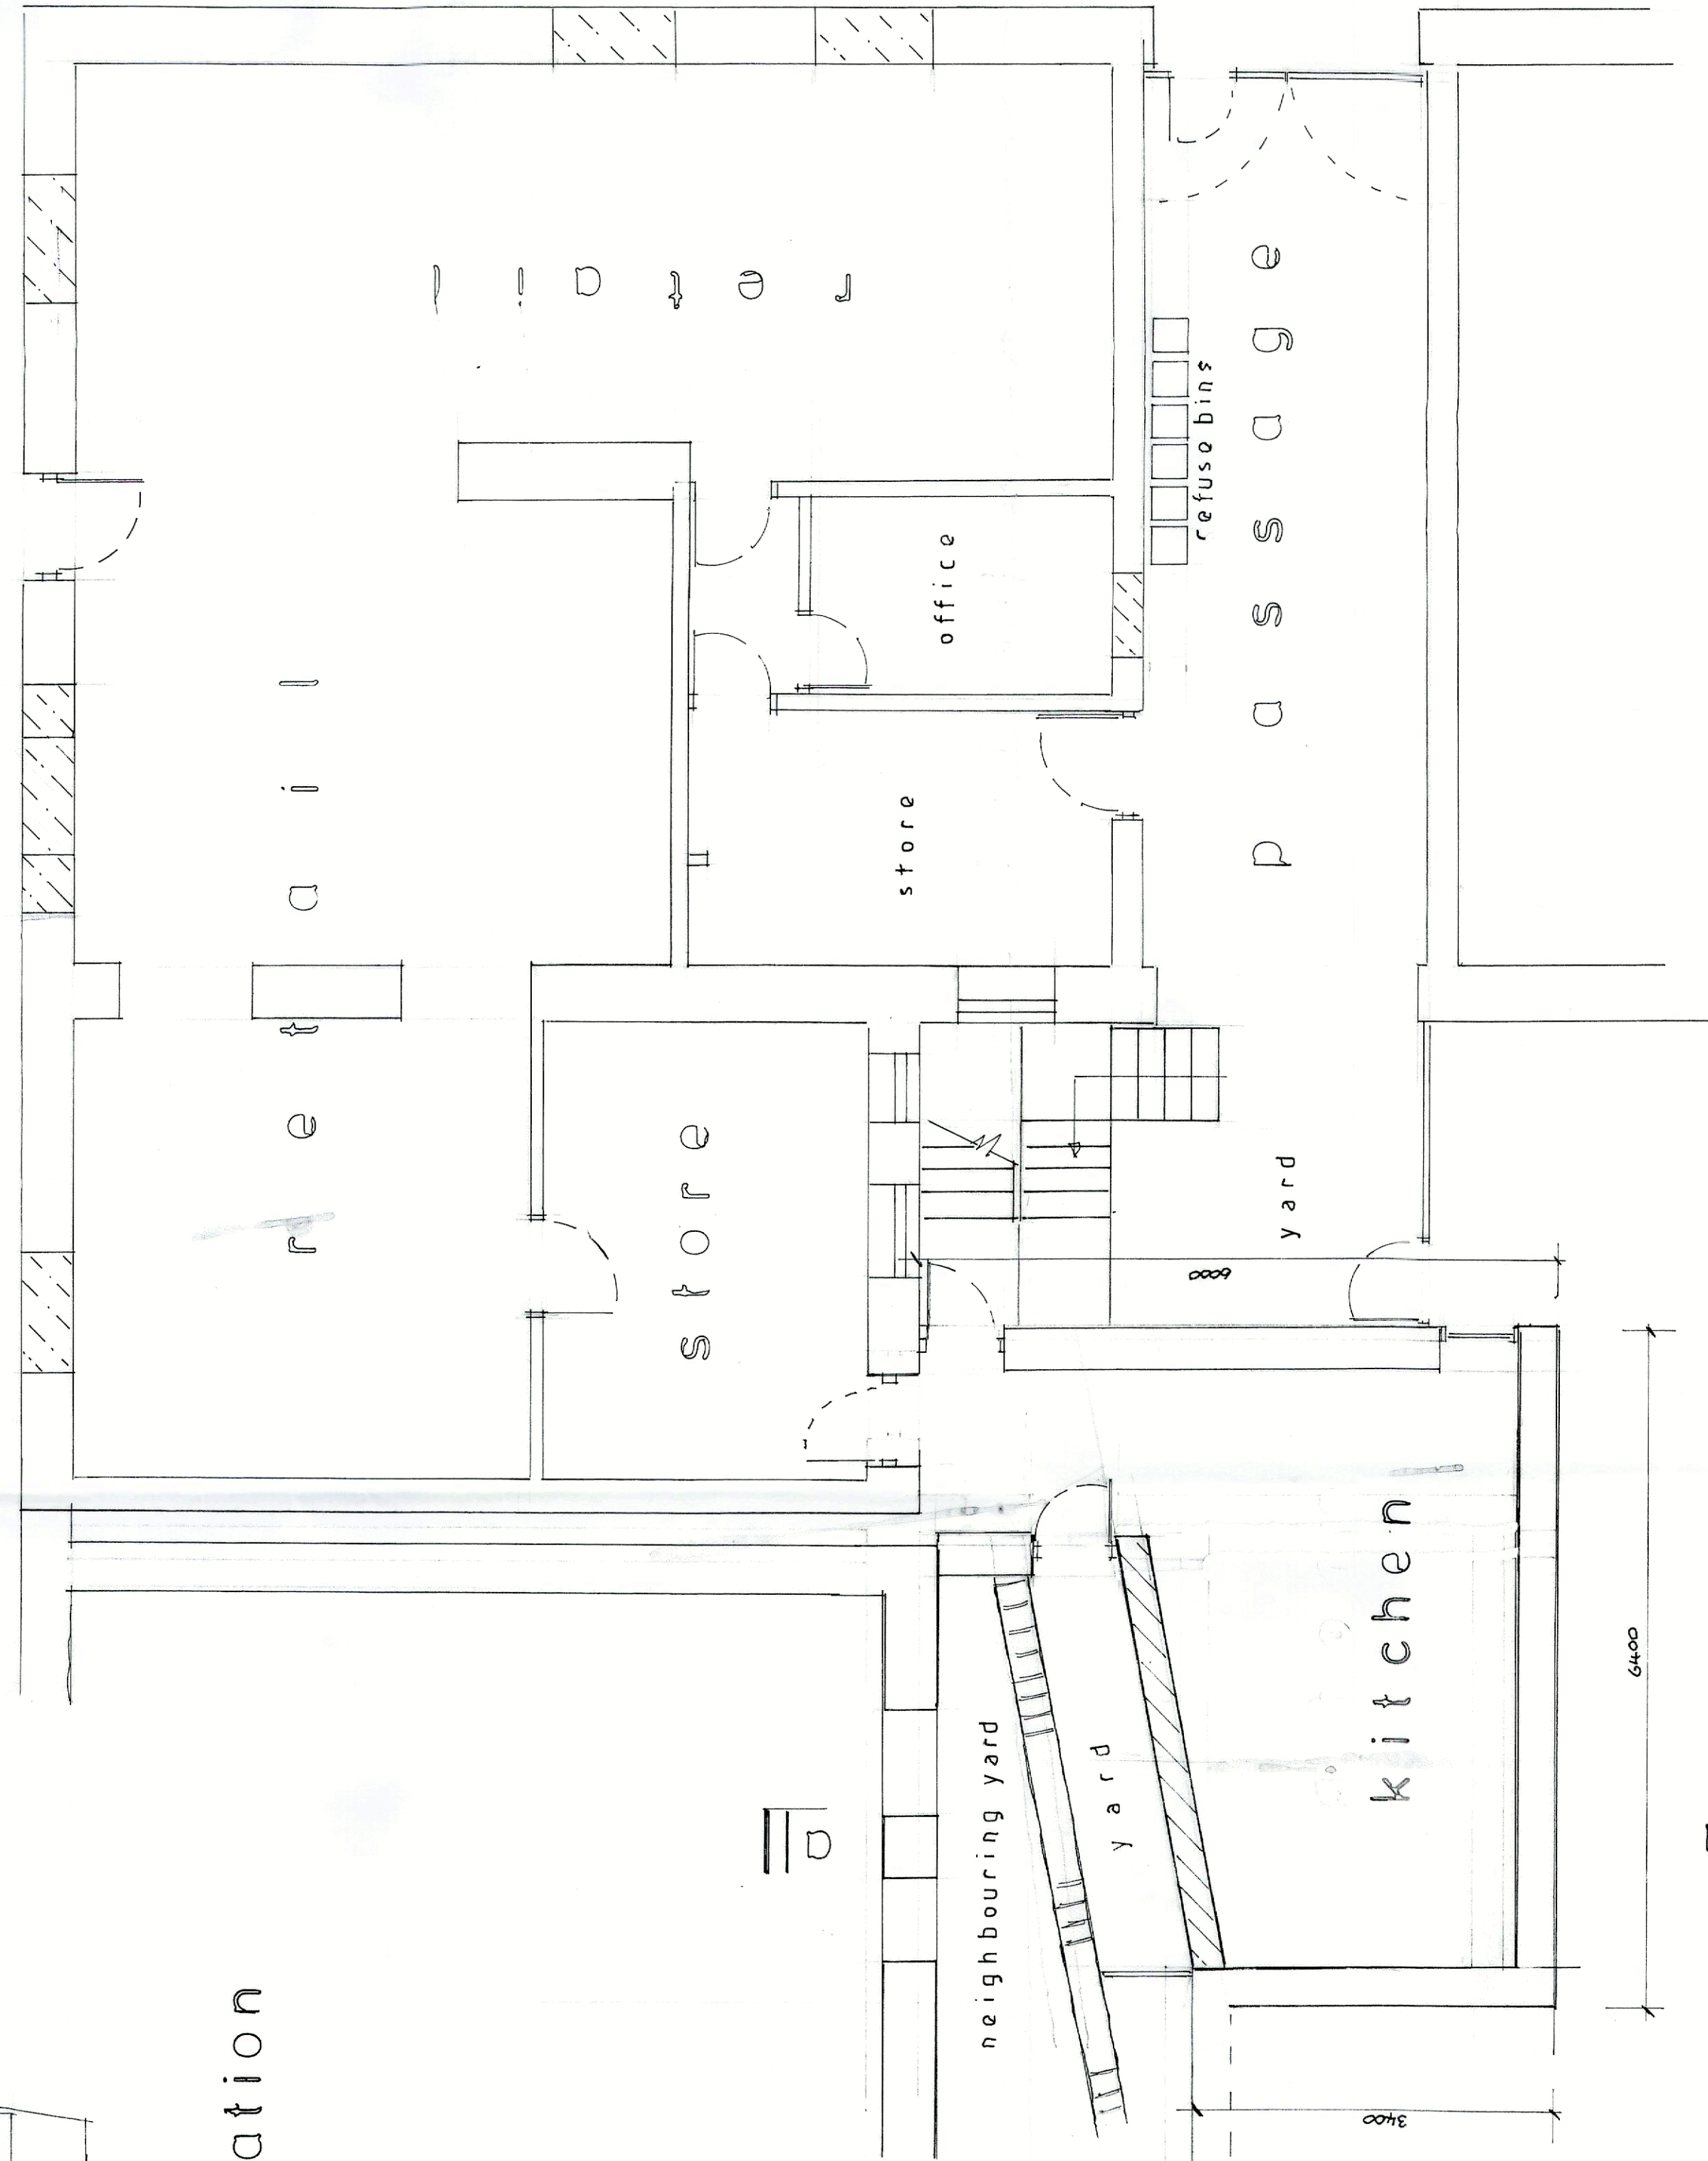 retail
retail
passage
refuse bins
office
store
store
yard
6000
kitchen
6400
yard
neighbouring yard
3400
ation